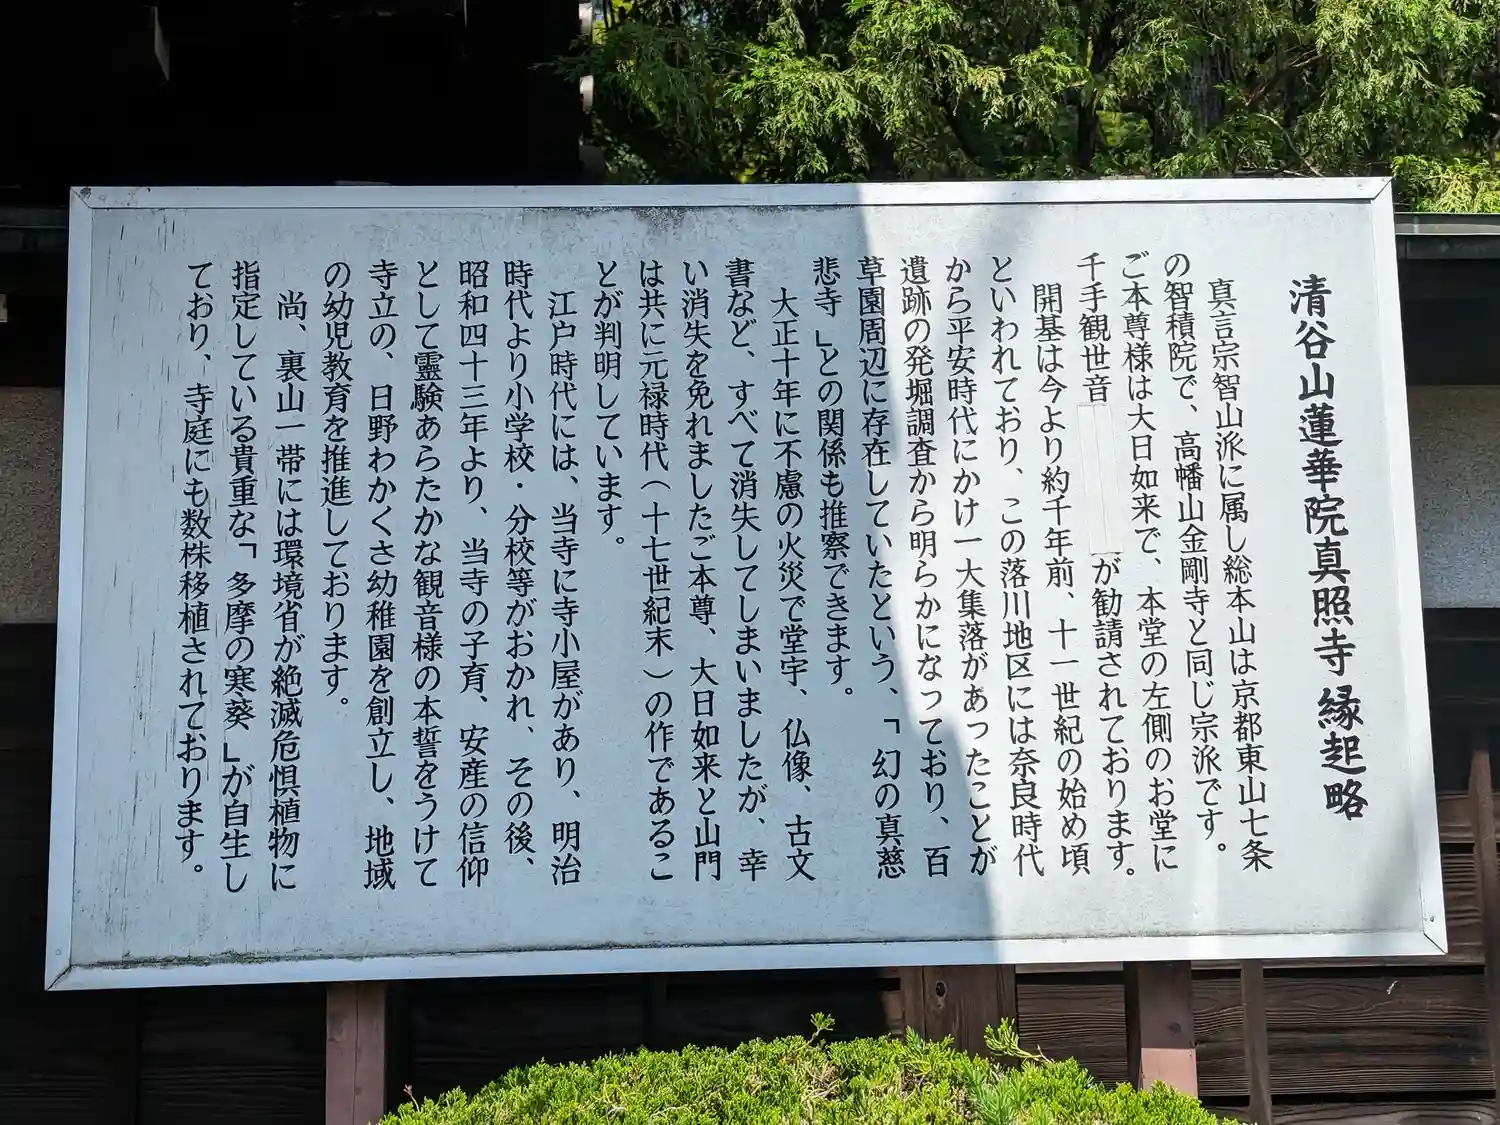 清谷山蓮華院真照寺 縁起略
真言宗智山派に属し総本山は京都東山七条
の智積院で、高幡山金剛寺と同じ宗派です。
ご本尊様は大日如来で、本堂の左側のお堂に
千手観世音が勧請されております。
開基は今より約千年前、十一世紀の始め頃
といわれており、この落川地区には奈良時代
から平安時代にかけ一大集落があったことが
遺跡の発掘調査から明らかになっており、百
草園周辺に存在していたという、「幻の真慈
悲寺」との関係も推察できます。
大正十年に不慮の火災で堂宇、仏像、古文
書など、すべて消失してしまいましたが、幸
い消失を免れましたご本尊、大日如来と山門
は共に元禄時代（十七世紀末）の作であるこ
とが判明しています。
江戸時代には、当寺に寺小屋があり、明治
時代より小学校・分校等がおかれ、その後、
昭和四十三年より、当寺の子育、安産の信仰
として霊験あらたかな観音様の本誓をうけて
寺立の、日野わかくさ幼稚園を創立し、地域
の幼児教育を推進しております。
尚、裏山一帯には環境省が絶滅危惧植物に
指定している貴重な「多摩の寒葵」が自生し
ており、寺庭にも数株移植されております。